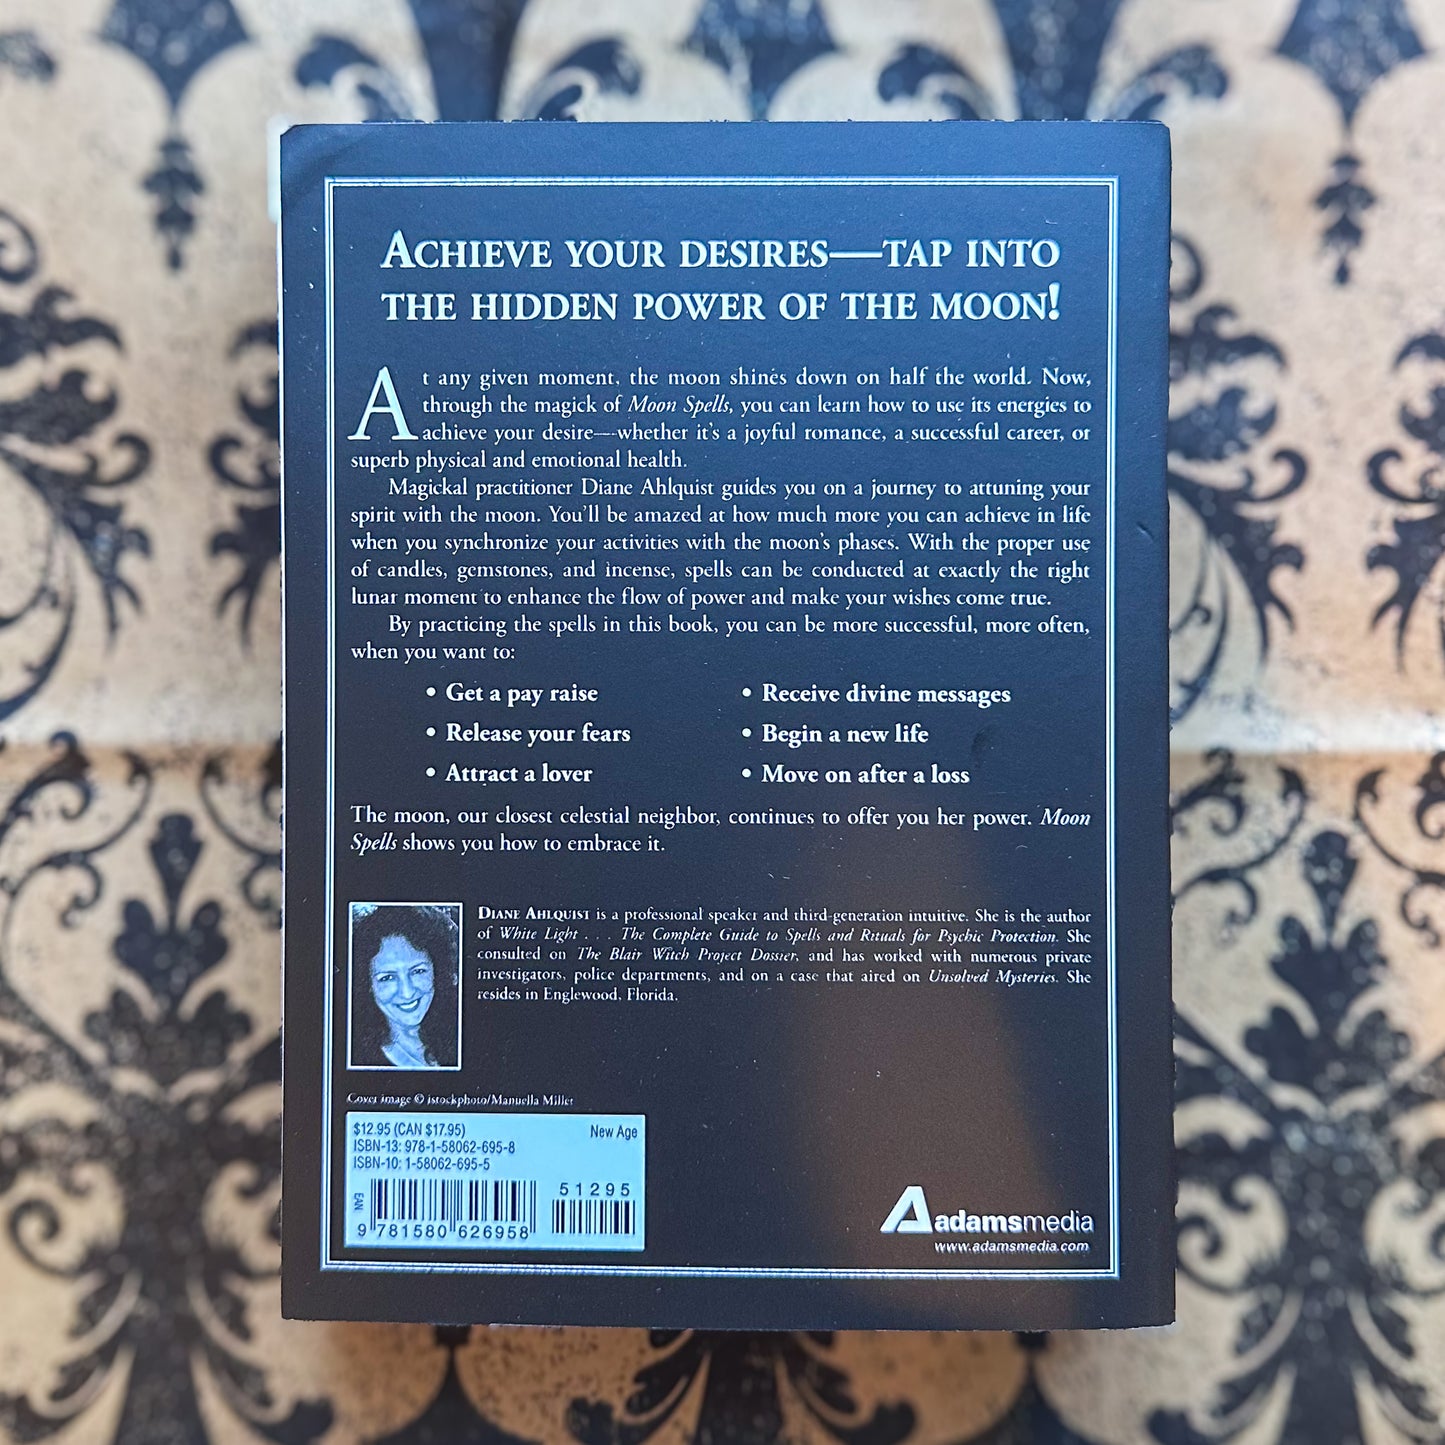 ACHIEVE YOUR DESIRES—TAP INTO
THE HIDDEN POWER OF THE MOON!
At any given moment, the moon shines down on half the world. Now,
through the magick of Moon Spells, you can learn how to use its energies to
achieve your desire—whether it's a joyful romance, a successful career, or
superb physical and emotional health.
Magickal practitioner Diane Ahlquist guides you on a journey to attuning your
spirit with the moon. You'll be amazed at how much more you can achieve in life
when you synchronize your activities with the moon's phases. With the proper use
of candles, gemstones, and incense, spells can be conducted at exactly the right
lunar moment to enhance the flow of power and make your wishes come true.
By practicing the spells in this book, you can be more successful, more often,
when you want to:
• Get a pay raise
• Release your fears
• Attract a lover
• Receive divine messages
• Begin a new life
• Move on after a loss
The moon, our closest celestial neighbor, continues to offer you her power. Moon
Spells shows you how to embrace it.
DIANE AHLQUIST is a professional speaker and third-generation intuitive. She is the author
of White Light . . . The Complete Guide to Spells and Rituals for Psychic Protection. She
consulted on The Blair Witch Project Dossier, and has worked with numerous private
investigators, police departments, and on a case that aired on Unsolved Mysteries. She
resides in Englewood, Florida.
Cover image © istockphoto/Manuella Miller
$12.95 (CAN $17.95)
New Age
ISBN-13: 978-1-58062-695-8
ISBN-10: 1-58062-695-5
51295
EAN
9 781580 626958
adamsmedia
www.adamsmedia.com